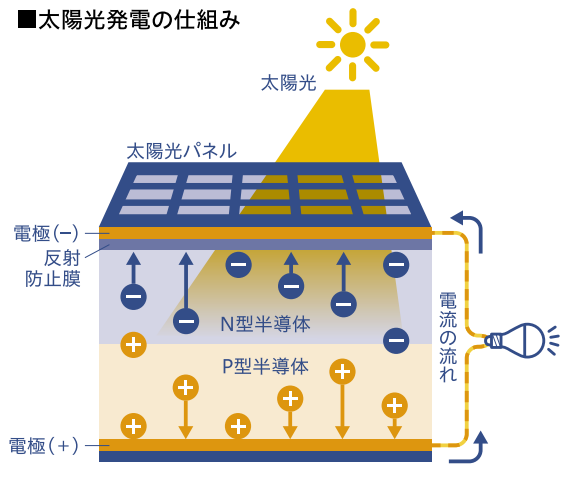 ■太陽光発電の仕組み
太陽光
太陽光パネル
電極(−)
反射
防止膜
N型半導体
P型半導体
電流の流れ
電極(+)